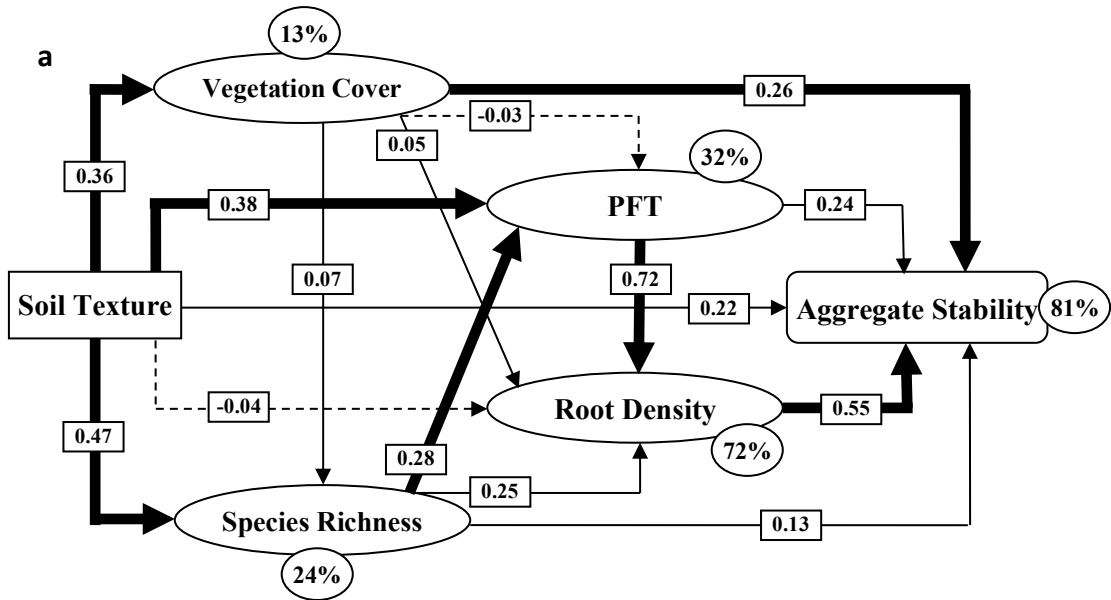 a
13%
Vegetation Cover
0.26
-0.03
0.05
0.36
32%
PFT
0.38
0.24
0.07
0.72
Soil Texture
0.22
Aggregate Stability
81%
-0.04
Root Density
0.55
0.47
72%
0.28
0.25
Species Richness
0.13
24%